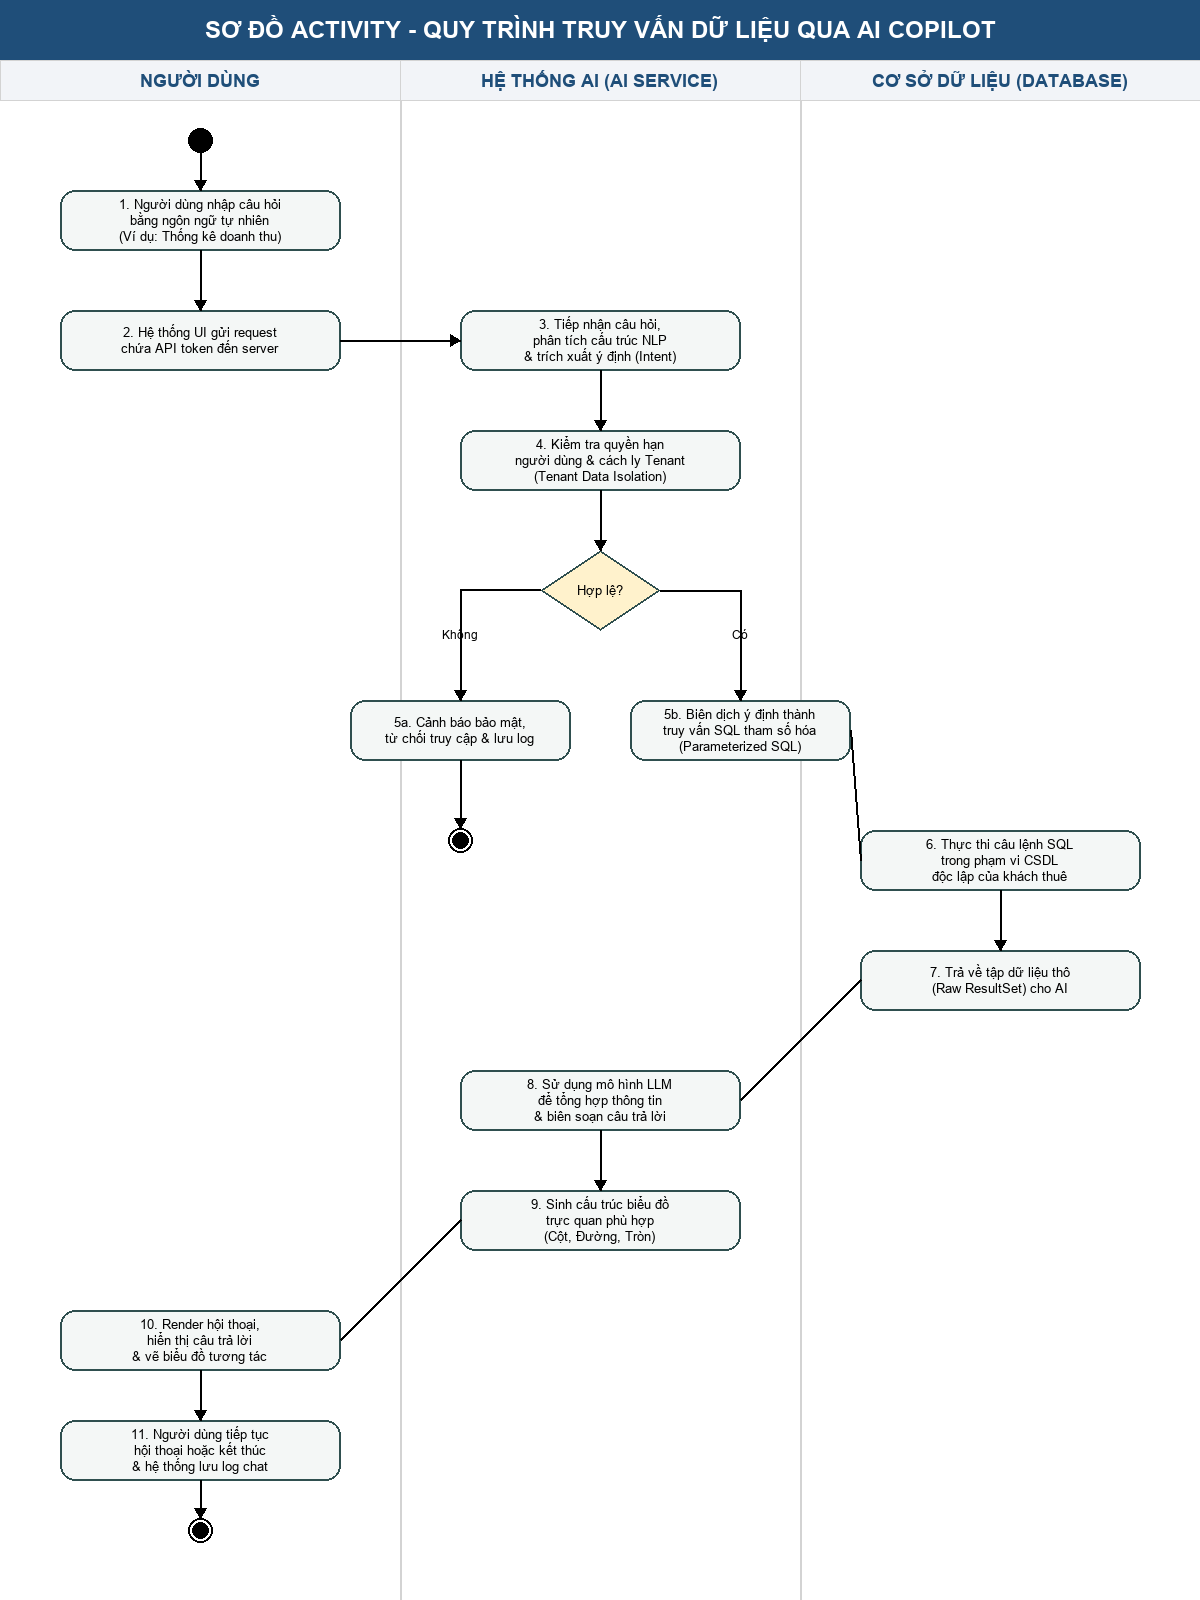 SƠ ĐỒ ACTIVITY - QUY TRÌNH TRUY VẤN DỮ LIỆU QUA AI COPILOT
NGƯỜI DÙNG
HỆ THỐNG AI (AI SERVICE)
CƠ SỞ DỮ LIỆU (DATABASE)
1. Người dùng nhập câu hỏi
bằng ngôn ngữ tự nhiên
(Ví dụ: Thống kê doanh thu)
2. Hệ thống UI gửi request
chứa API token đến server
3. Tiếp nhận câu hỏi,
phân tích cấu trúc NLP
& trích xuất ý định (Intent)
4. Kiểm tra quyền hạn
người dùng & cách ly Tenant
(Tenant Data Isolation)
Hợp lệ?
Không
Có
5a. Cảnh báo bảo mật,
từ chối truy cập & lưu log
5b. Biên dịch ý định thành
truy vấn SQL tham số hóa
(Parameterized SQL)
6. Thực thi câu lệnh SQL
trong phạm vi CSDL
độc lập của khách thuê
7. Trả về tập dữ liệu thô
(Raw ResultSet) cho AI
8. Sử dụng mô hình LLM
để tổng hợp thông tin
& biên soạn câu trả lời
9. Sinh cấu trúc biểu đồ
trực quan phù hợp
(Cột, Đường, Tròn)
10. Render hội thoại,
hiển thị câu trả lời
& vẽ biểu đồ tương tác
11. Người dùng tiếp tục
hội thoại hoặc kết thúc
& hệ thống lưu log chat